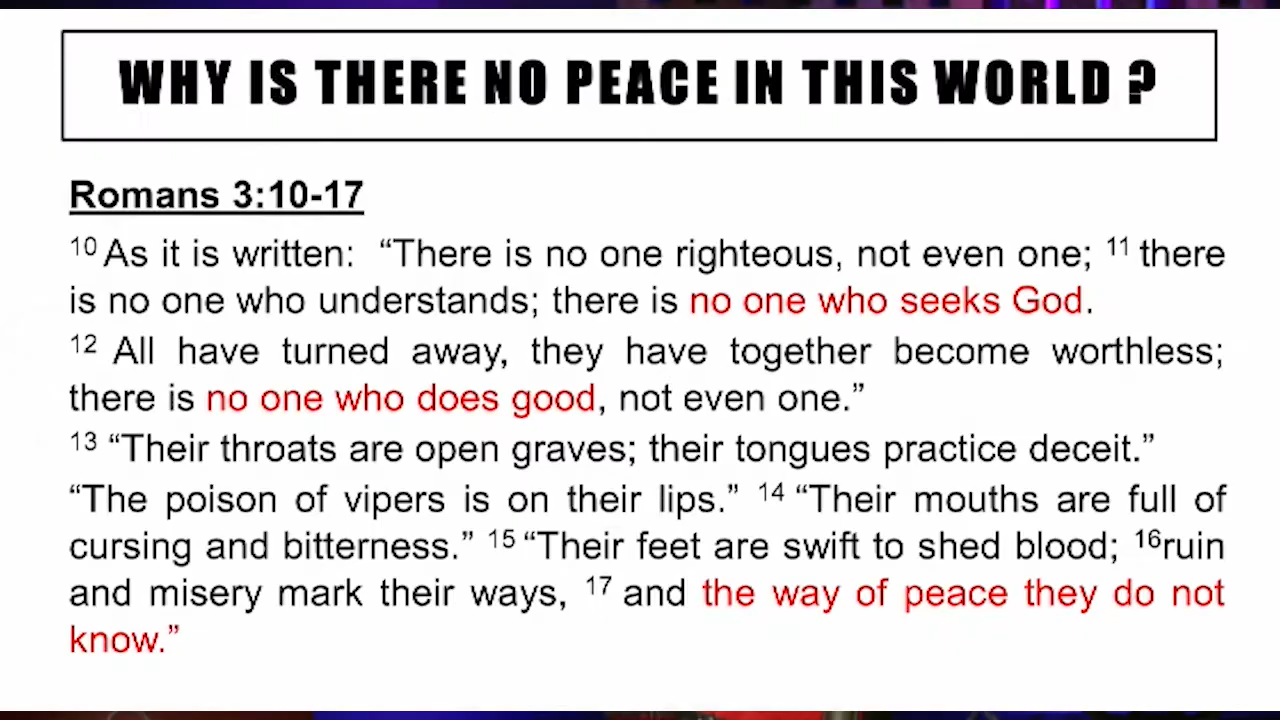 WHY IS THERE NO PEACE IN THIS WORLD ?
Romans 3:10-17
10 As it is written: “There is no one righteous, not even one; 11 there
is no one who understands; there is no one who seeks God.
12 All have turned away, they have together become worthless;
there is no one who does good, not even one.”
13 “Their throats are open graves; their tongues practice deceit.”
“The poison of vipers is on their lips.” 14 “Their mouths are full of
cursing and bitterness.” 15 “Their feet are swift to shed blood; 16ruin
and misery mark their ways, 17 and the way of peace they do not
know.”